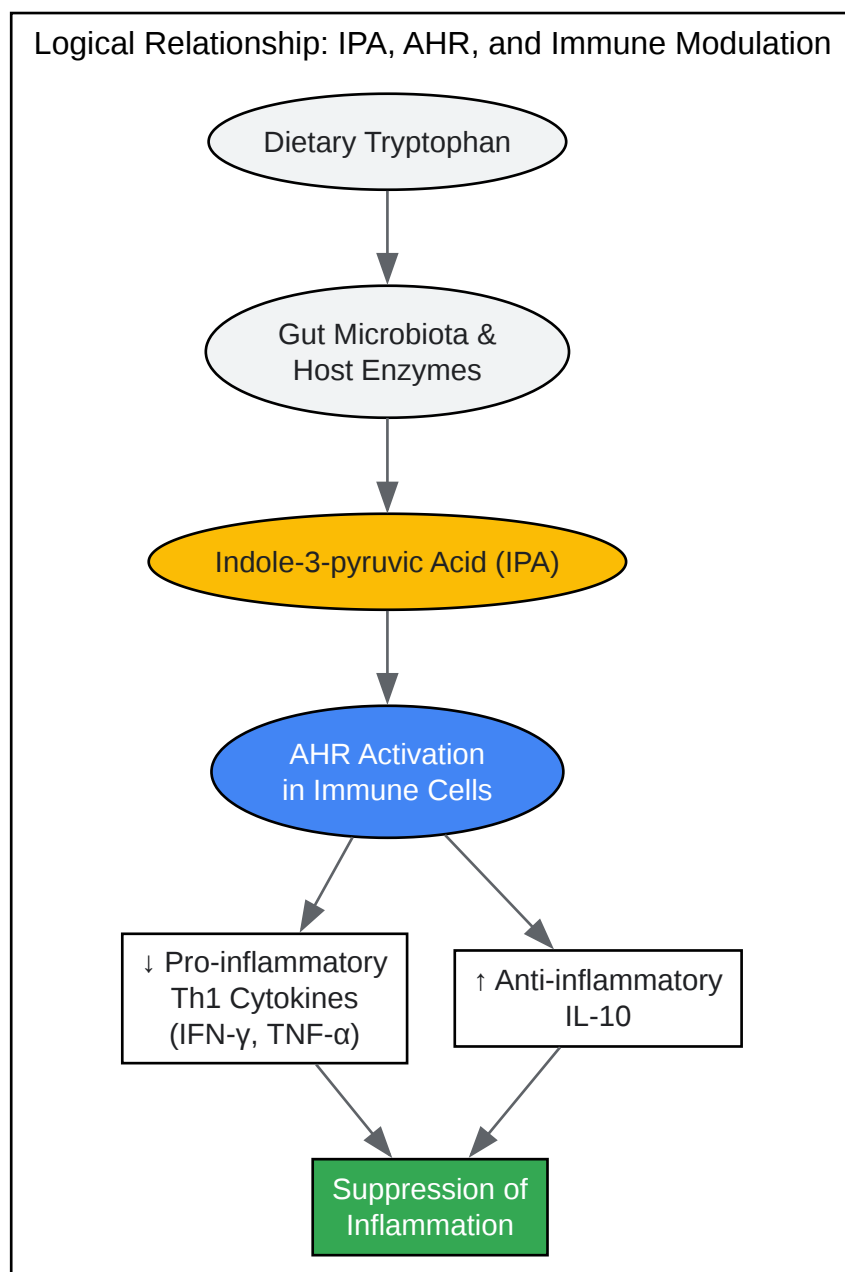 Logical Relationship: IPA, AHR, and Immune Modulation
Dietary Tryptophan
Gut Microbiota &
Host Enzymes
Indole-3-pyruvic Acid (IPA)
AHR Activation
in Immune Cells
↓ Pro-inflammatory
Th1 Cytokines
(IFN-γ, TNF-α)
↑ Anti-inflammatory
IL-10
Suppression of
Inflammation